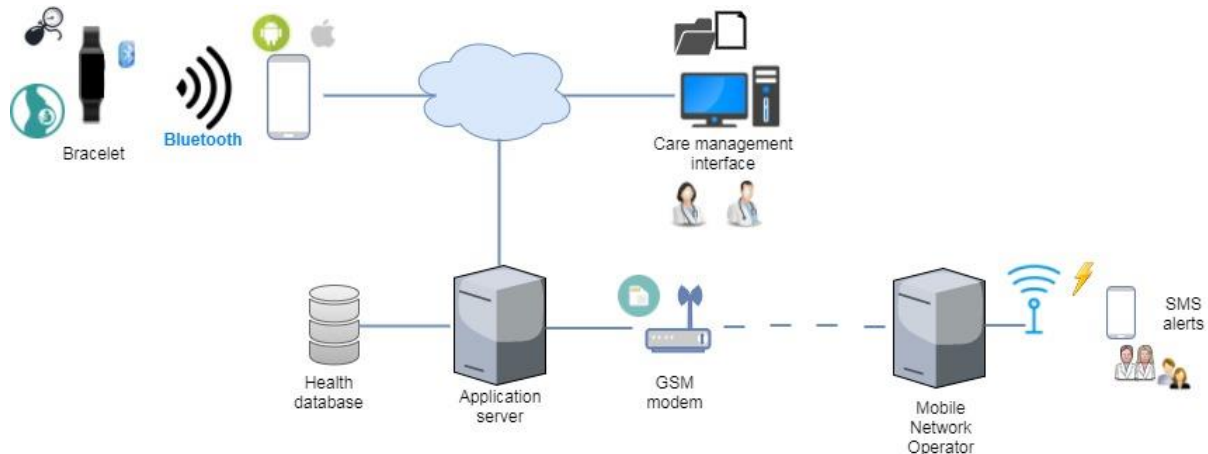 Bluetooth
Bracelet
Care management
interface
Health
database
Application
server
GSM
modem
Mobile
Network
Operator
SMS
alerts